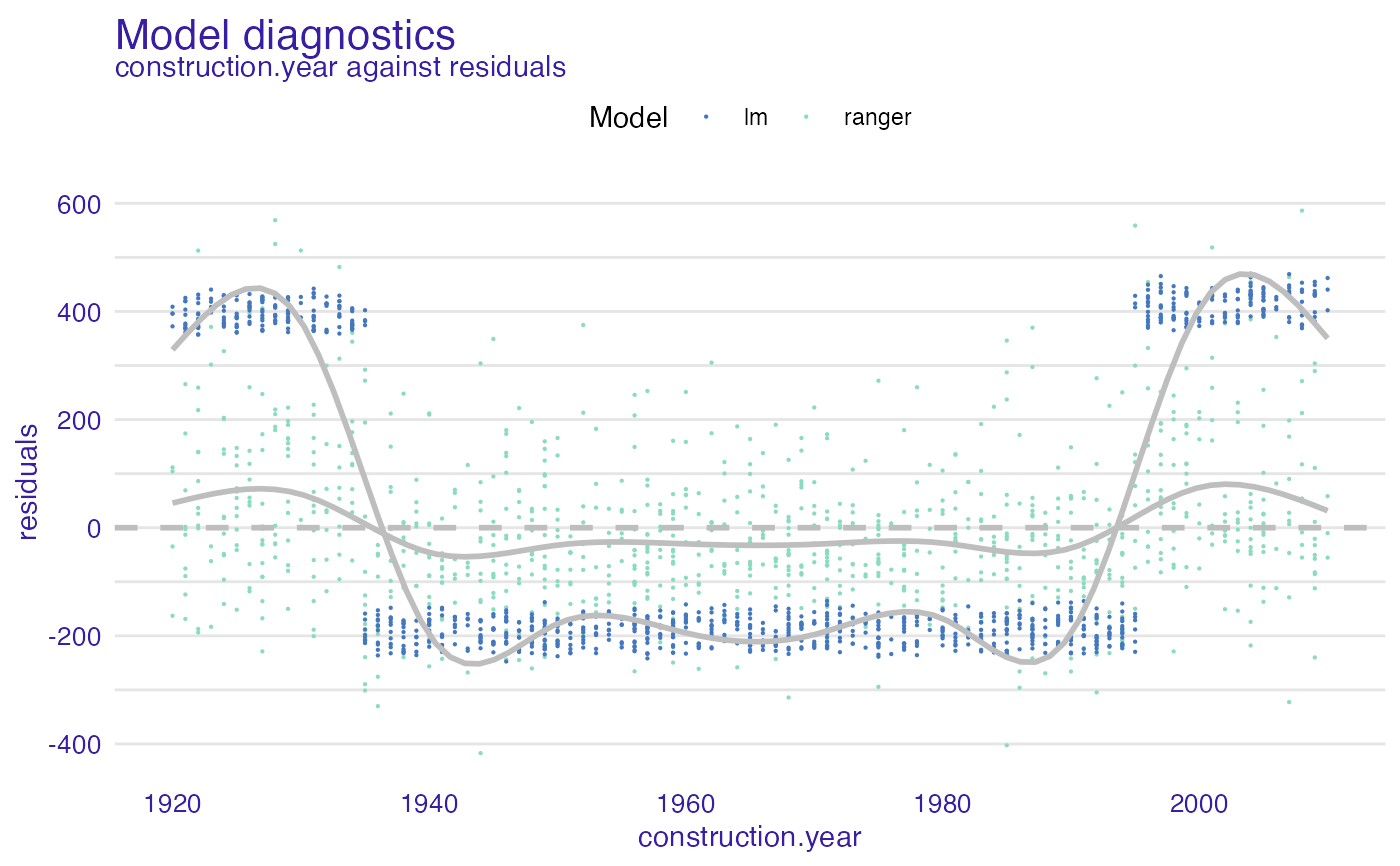 Model diagnostics
construction.year against residuals
Model lm ranger
600
400
200
0
-200
-400
residuals
1920 1940 1960 1980 2000
construction.year